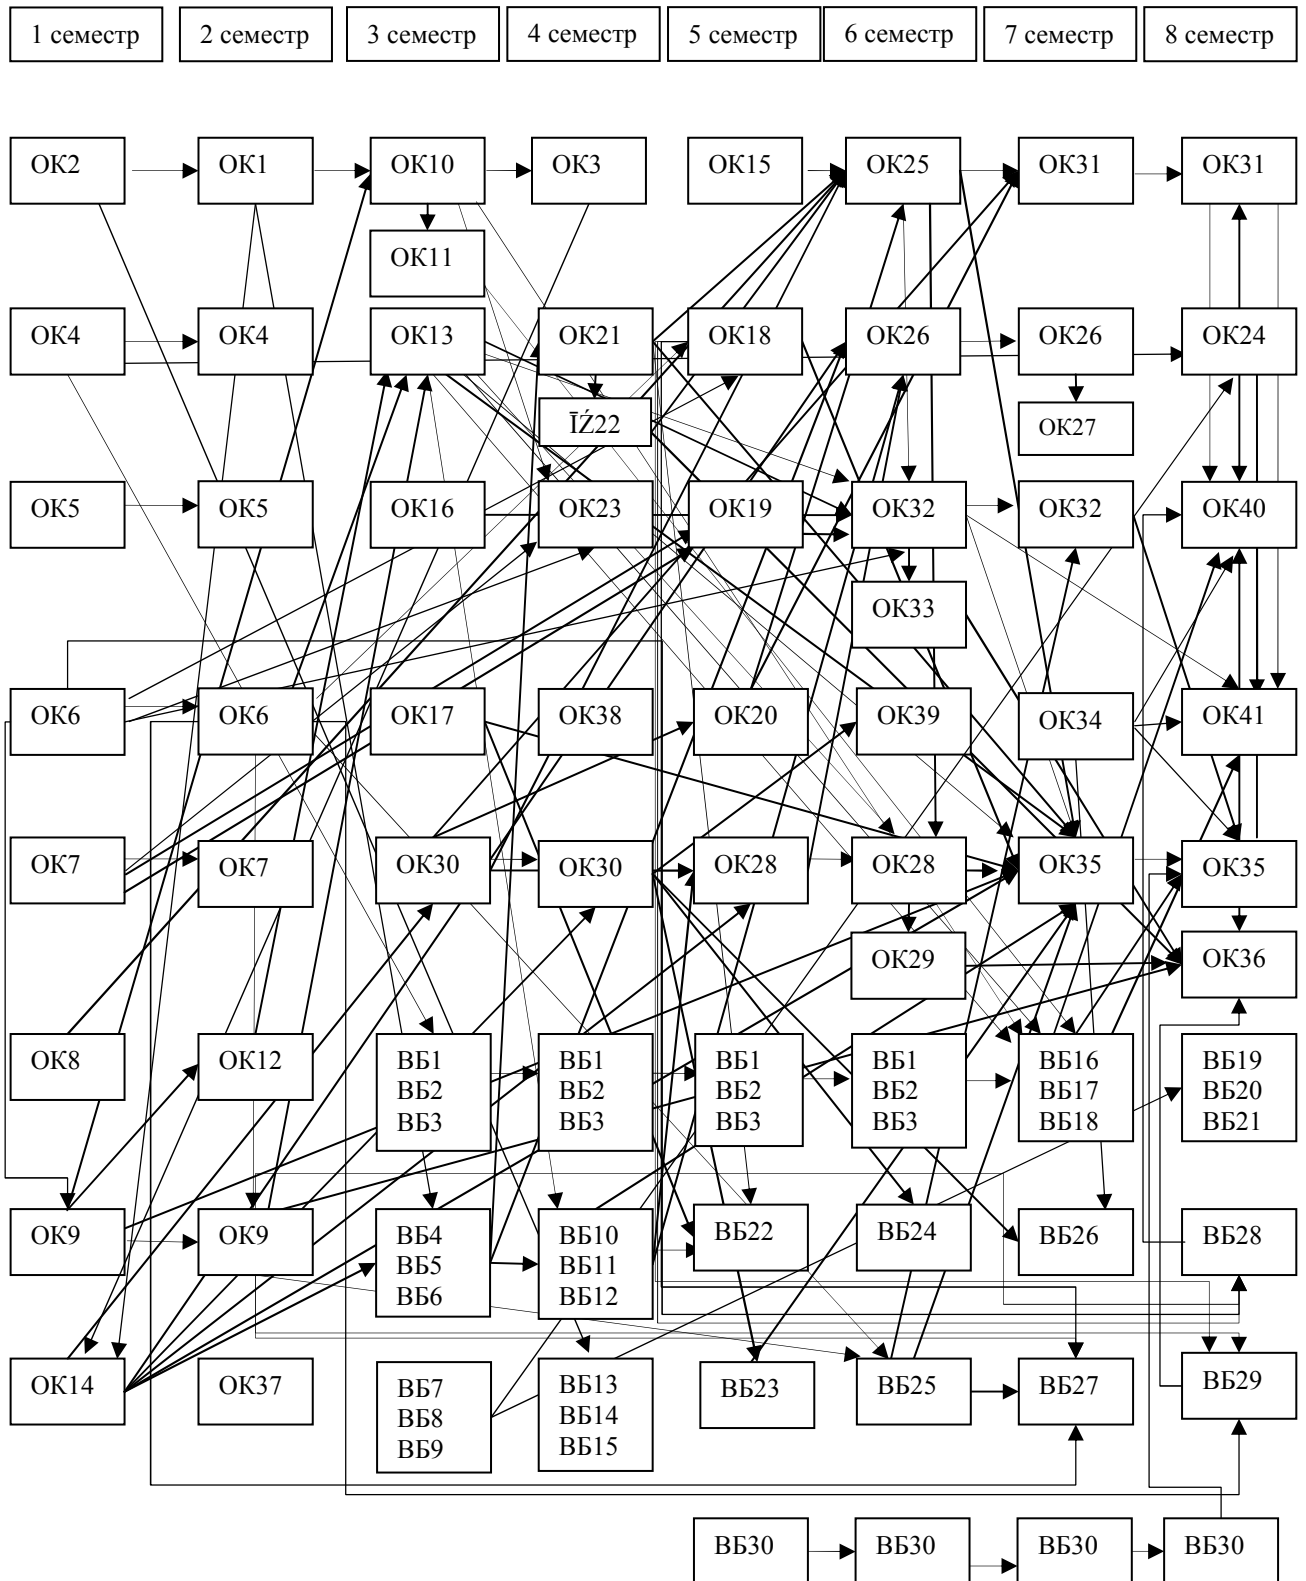 1 семестр
2 семестр
3 семестр
4 семестр
5 семестр
6 семестр
7 семестр
8 семестр
ОК2
ОК1
ОК10
ОК3
ОК15
ОК25
ОК31
ОК31
ОК11
ОК4
ОК4
ОК13
ОК21
ОК18
ОК26
ОК26
ОК24
ĪŹ22
ОК27
ОК5
ОК5
ОК16
ОК23
ОК19
ОК32
ОК32
ОК40
ОК33
ОК6
ОК6
ОК17
ОК38
ОК20
ОК39
ОК34
ОК41
ОК7
ОК7
ОК30
ОК30
ОК28
ОК28
ОК35
ОК35
ОК29
ОК36
ОК8
ОК12
ВБ1
ВБ2
ВБ3
ВБ1
ВБ2
ВБ3
ВБ1
ВБ2
ВБ3
ВБ1
ВБ2
ВБ3
ВБ16
ВБ17
ВБ18
ВБ19
ВБ20
ВБ21
ОК9
ОК9
ВБ4
ВБ5
ВБ6
ВБ10
ВБ11
ВБ12
ВБ22
ВБ24
ВБ26
ВБ28
ОК14
ОК37
ВБ7
ВБ8
ВБ9
ВБ13
ВБ14
ВБ15
ВБ23
ВБ25
ВБ27
ВБ29
ВБ30
ВБ30
ВБ30
ВБ30